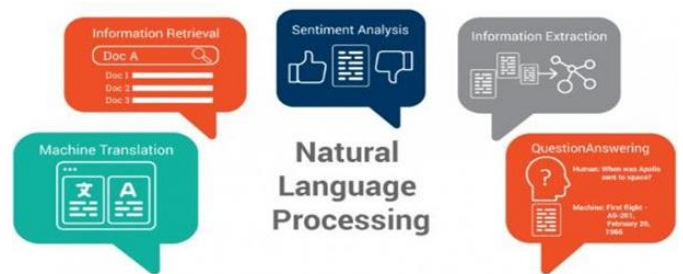 Information Retrieval
Doc A
Doc 1
Doc 2
Doc 3
Sentiment Analysis
Information Extraction
Machine Translation
文 A
Natural
Language
Processing
QuestionAnswering
?
Human: When was Apollo
sent to space?
Machine: First flight -
AS-201,
February 26,
1966